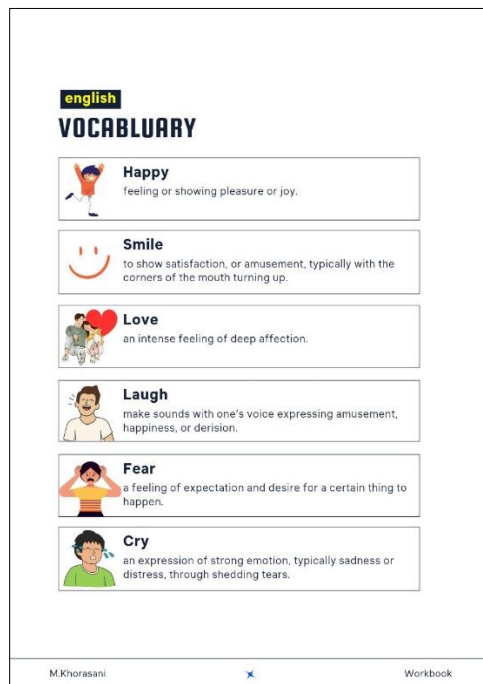 english
VOCABLUARY
Happy
feeling or showing pleasure or joy.
Smile
to show satisfaction, or amusement, typically with the
corners of the mouth turning up.
Love
an intense feeling of deep affection.
Laugh
make sounds with one's voice expressing amusement,
happiness, or derision.
Fear
a feeling of expectation and desire for a certain thing to
happen.
Cry
an expression of strong emotion, typically sadness or
distress, through shedding tears.
M.Khorasani
Workbook